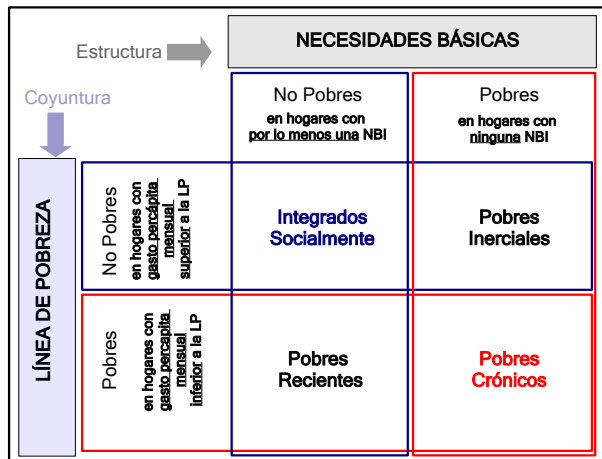 Estructura
NECESIDADES BÁSICAS
Coyuntura
No Pobres
en hogares con
por lo menos una NBI
Pobres
en hogares con
ninguna NBI
LÍNEA DE POBREZA
No Pobres
en hogares con
gasto percápita
mensual
superior a la LP
Integrados
Socialmente
Pobres
Inerciales
Pobres
en hogares con
gasto percapita
mensual
inferior a la LP
Pobres
Recientes
Pobres
Crónicos